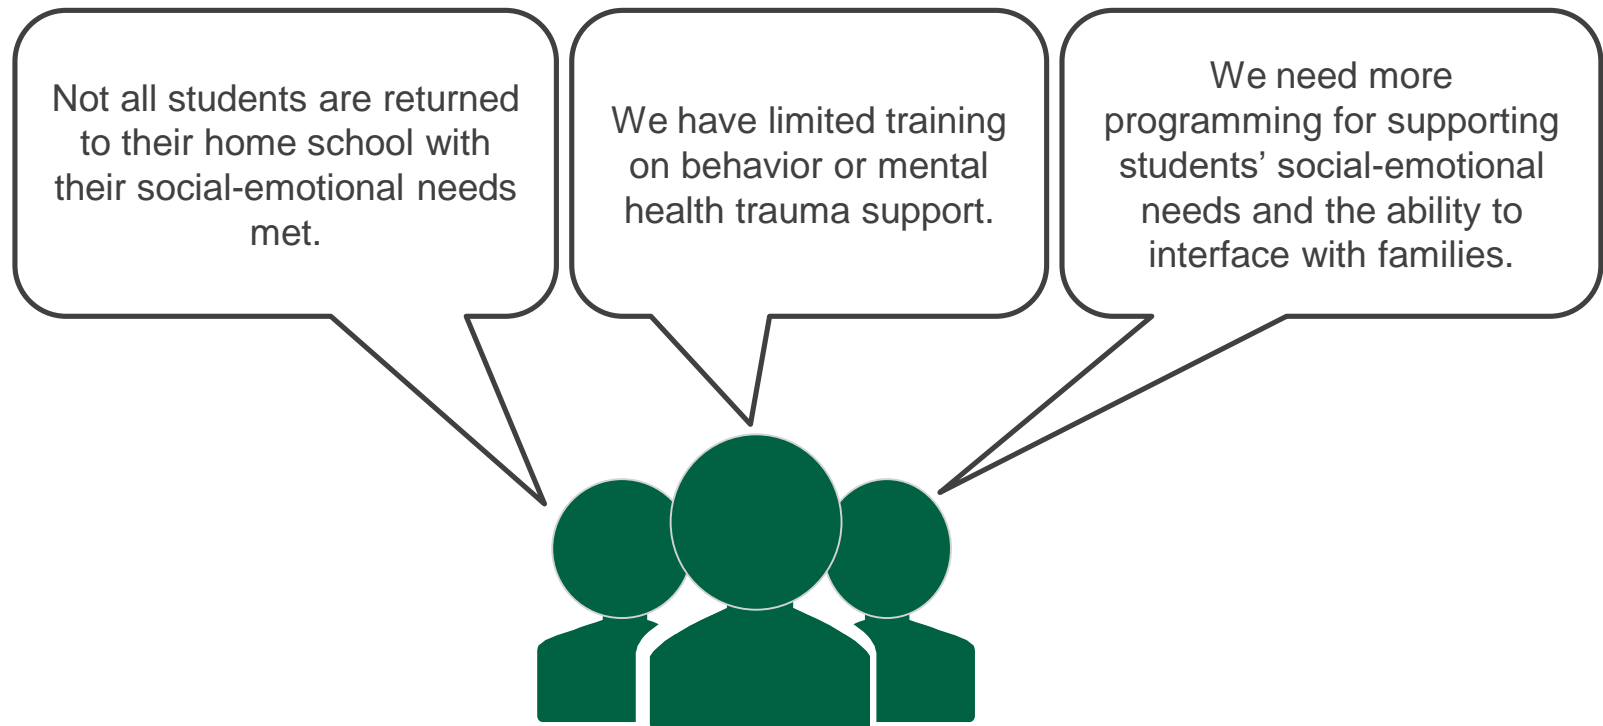 Not all students are returned
to their home school with
their social-emotional needs
met.
We have limited training
on behavior or mental
health trauma support.
We need more
programming for supporting
students’ social-emotional
needs and the ability to
interface with families.